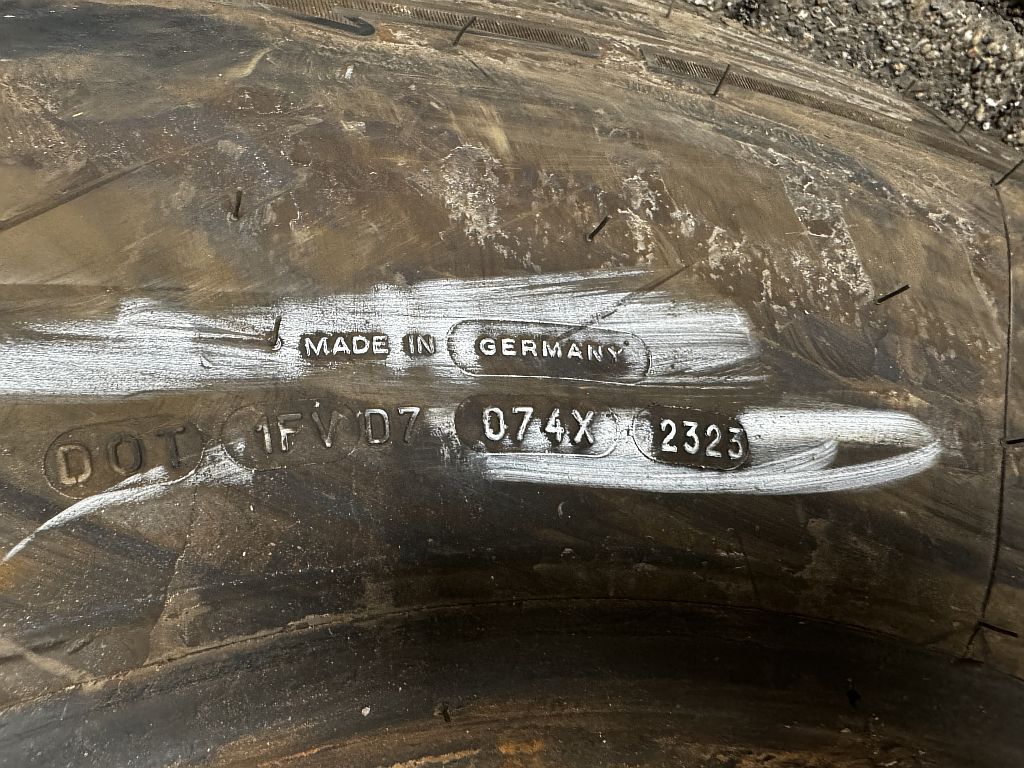 MADE IN GERMANY
DOT 1FV D7 074X 2323